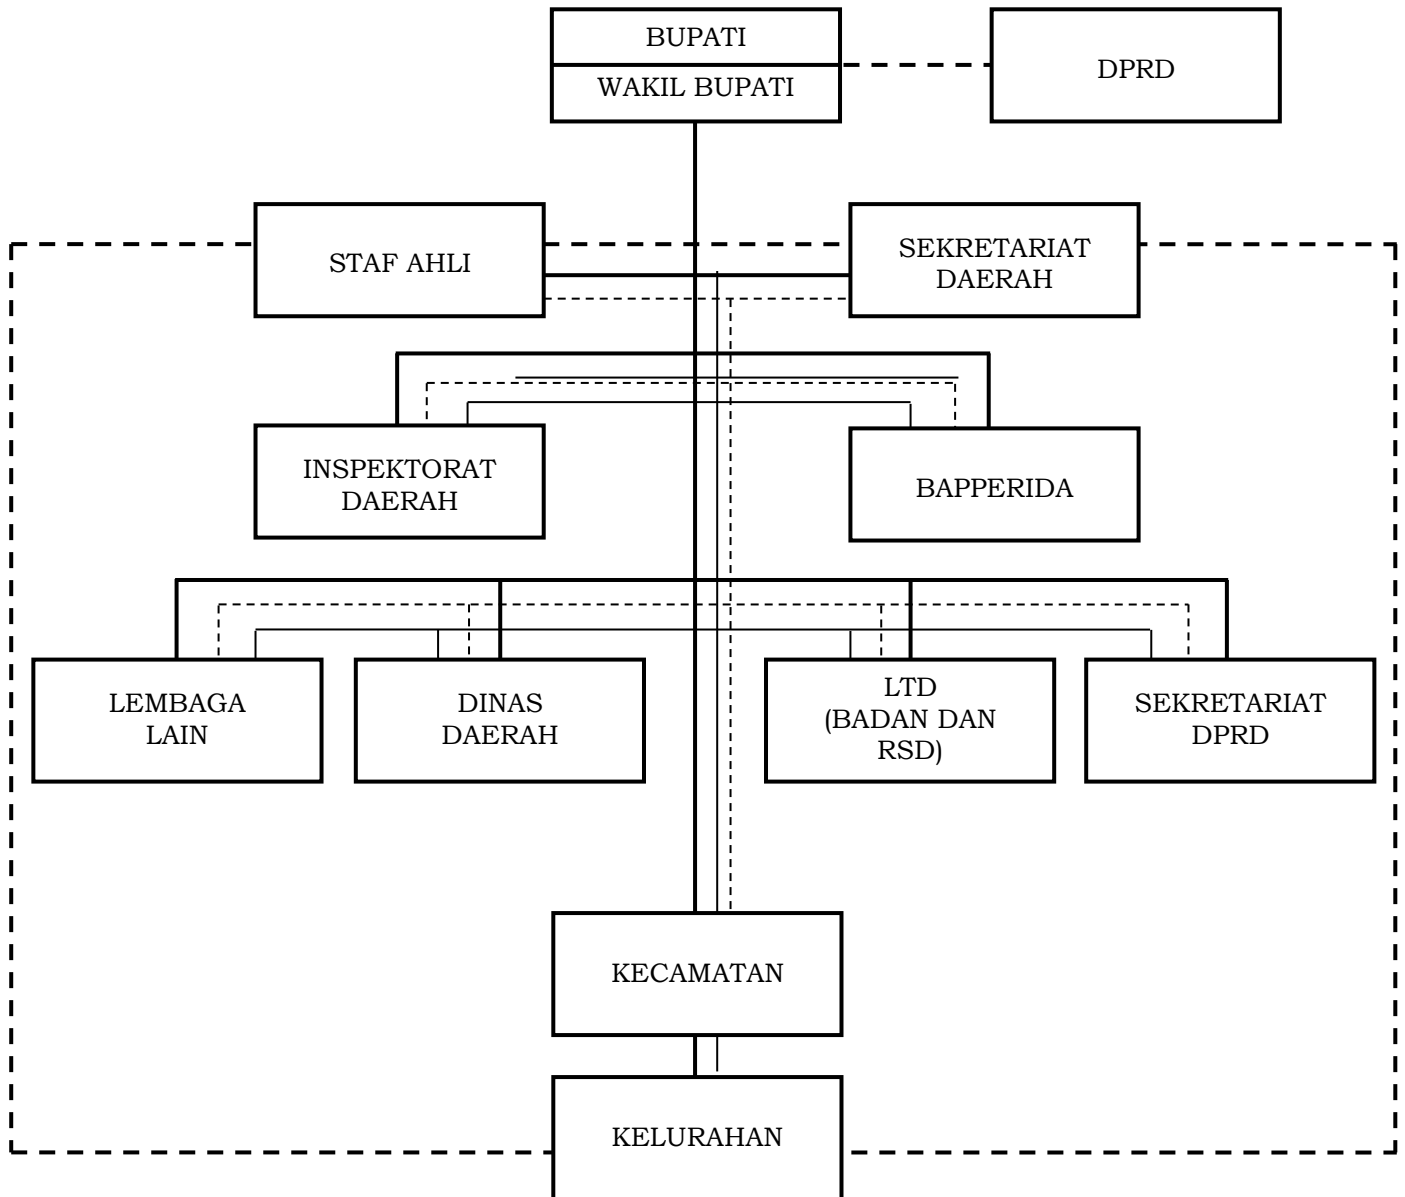 BUPATI
WAKIL BUPATI
DPRD
STAF AHLI
SEKRETARIAT
DAERAH
INSPEKTORAT
DAERAH
BAPPERIDA
LEMBAGA
LAIN
DINAS
DAERAH
LTD
(BADAN DAN
RSD)
SEKRETARIAT
DPRD
KECAMATAN
KELURAHAN